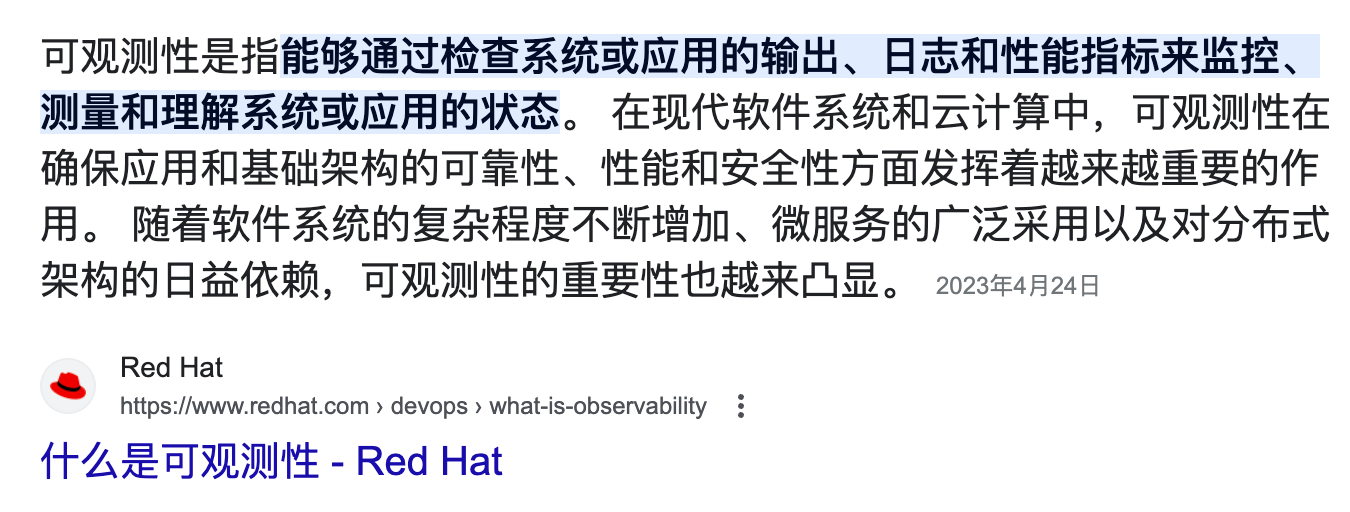 可观测性是指能够通过检查系统或应用的输出、日志和性能指标来监控、
测量和理解系统或应用的状态。 在现代软件系统和云计算中，可观测性在
确保应用和基础架构的可靠性、性能和安全性方面发挥着越来越重要的作
用。 随着软件系统的复杂程度不断增加、微服务的广泛采用以及对分布式
架构的日益依赖，可观测性的重要性也越来凸显。 2023年4月24日
Red Hat
https://www.redhat.com › devops › what-is-observability
什么是可观测性 - Red Hat